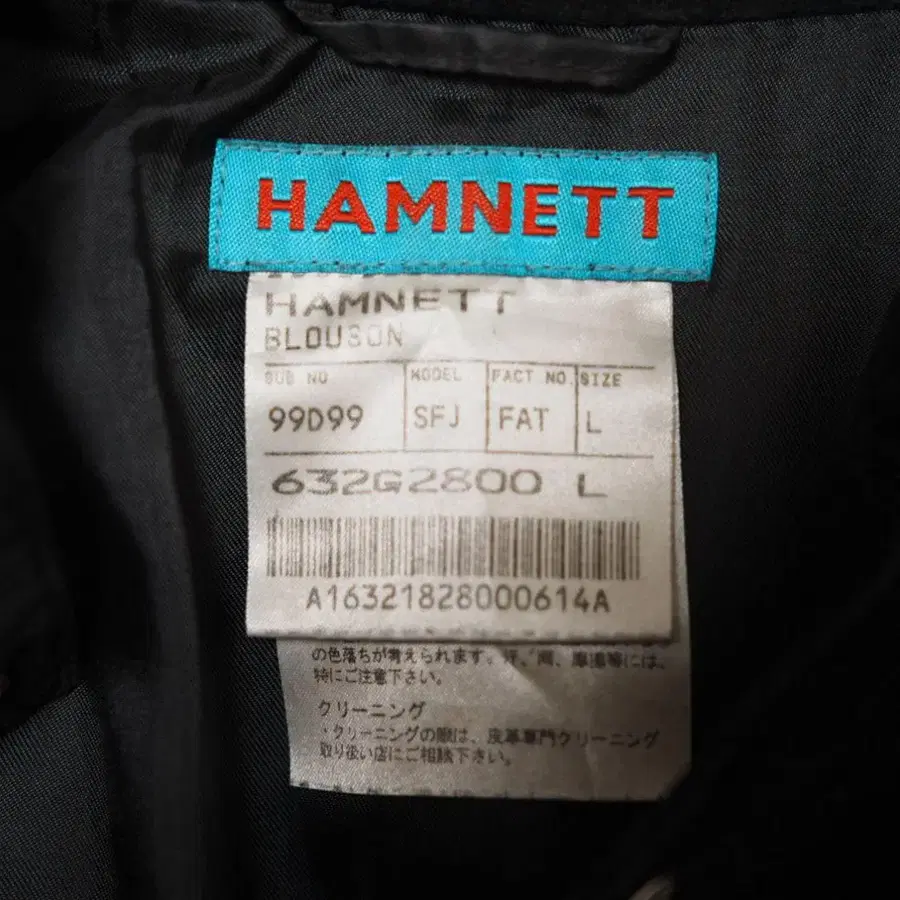 HAMNETT
HAMNETT
BLOUSON
SUB NO MODEL FACT NO. SIZE
99D99 SFJ FAT L
632G2800 L
A16321828000614A
の色落ちが考えられます。汗、雨、摩擦等には、
特にご注意下さい。
クリーニング
・クリーニングの際は、皮革専門クリーニング
取り扱い店にご相談下さい。